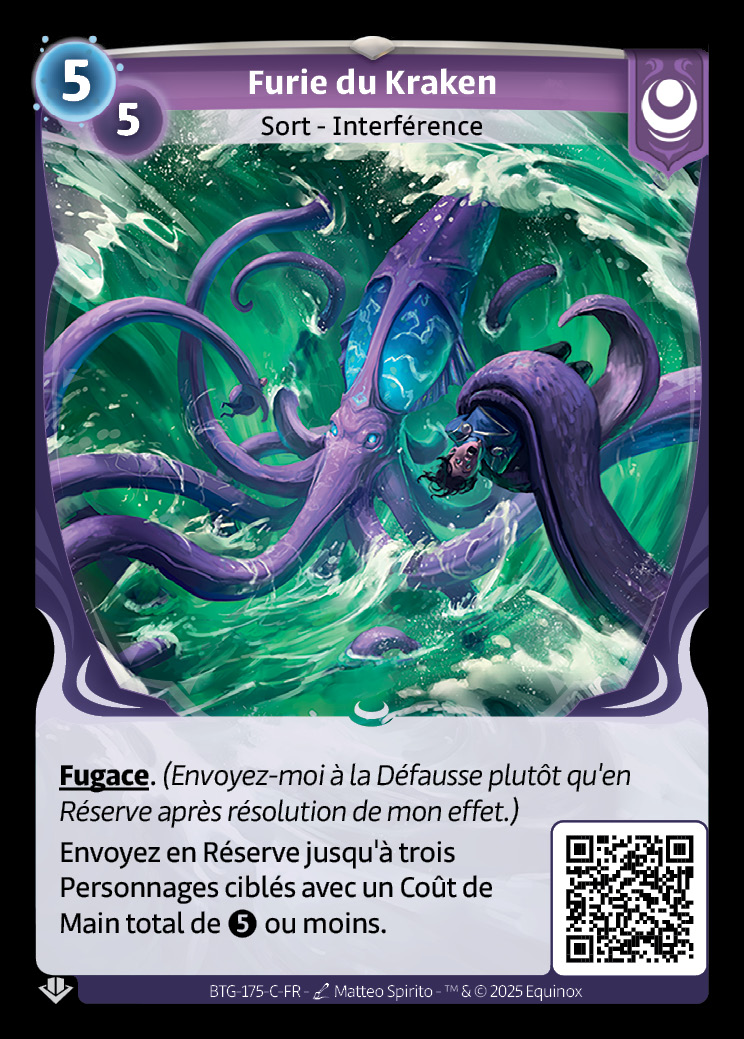 5
Furie du Kraken
5
Sort - Interférence
Fugace. (Envoyez-moi à la Défausse plutôt qu'en
Réserve après résolution de mon effet.)
Envoyez en Réserve jusqu'à trois
Personnages ciblés avec un Coût de
Main total de 5 ou moins.
BTG-175-C-FR - Matteo Spirito - ™ & © 2025 Equinox